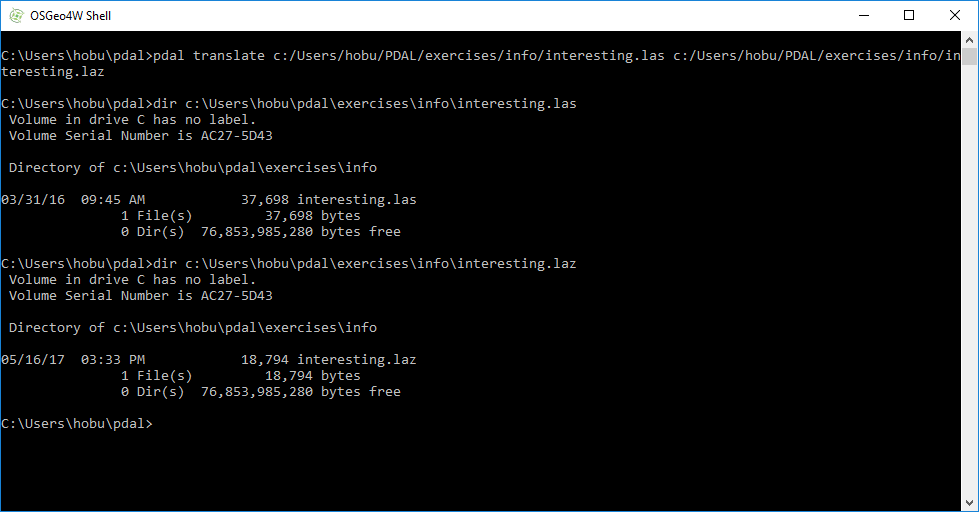 OSGeo4W Shell
C:\Users\hobu\pdal>pdal translate c:/Users/hobu/PDAL/exercises/info/interesting.las c:/Users/hobu/PDAL/exercises/info/in
teresting.laz
C:\Users\hobu\pdal>dir c:\Users\hobu\pdal\exercises\info\interesting.las
Volume in drive C has no label.
Volume Serial Number is AC27-5D43
Directory of c:\Users\hobu\pdal\exercises\info
03/31/16  09:45 AM            37,698 interesting.las
1 File(s)         37,698 bytes
0 Dir(s)  76,853,985,280 bytes free
C:\Users\hobu\pdal>dir c:\Users\hobu\pdal\exercises\info\interesting.laz
Volume in drive C has no label.
Volume Serial Number is AC27-5D43
Directory of c:\Users\hobu\pdal\exercises\info
05/16/17  03:33 PM            18,794 interesting.laz
1 File(s)         18,794 bytes
0 Dir(s)  76,853,985,280 bytes free
C:\Users\hobu\pdal>